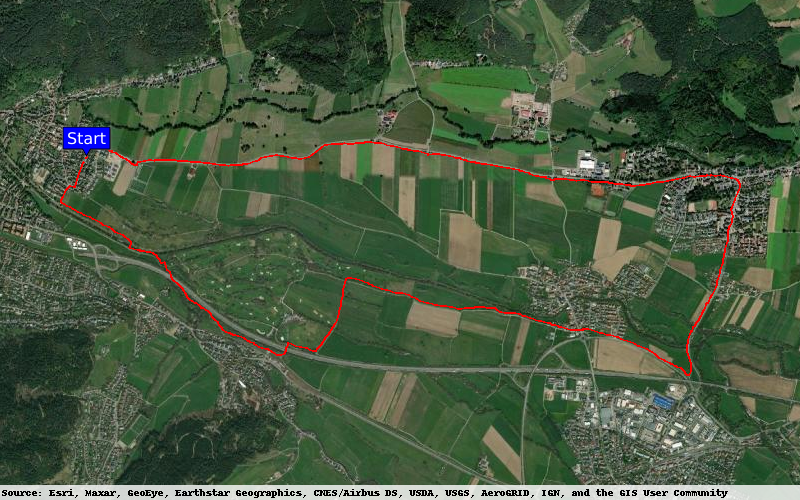 Start
Source: Esri, Maxar, GeoEye, Earthstar Geographics, CNES/Airbus DS, USDA, USGS, AeroGRID, IGN, and the GIS User Community